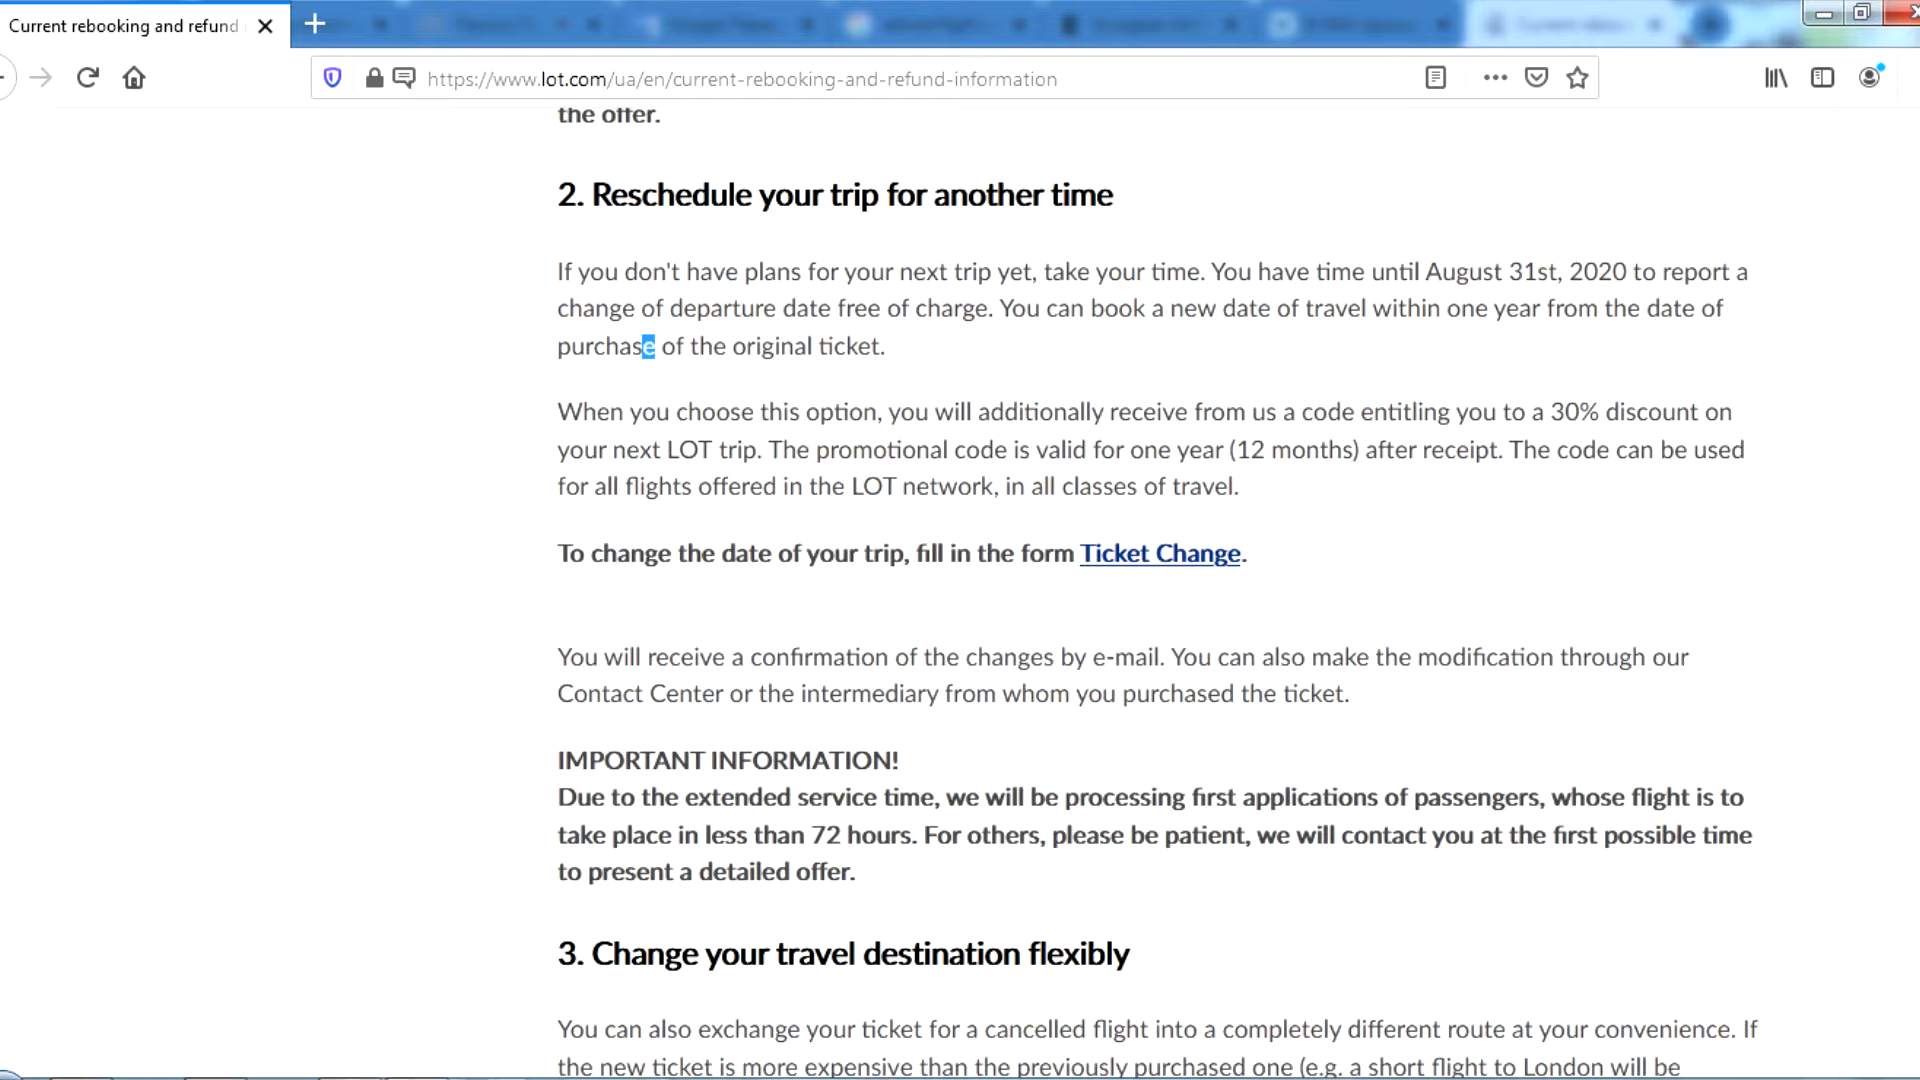 Current rebooking and refund
https://www.lot.com/ua/en/current-rebooking-and-refund-information
the offer.
2. Reschedule your trip for another time
If you don't have plans for your next trip yet, take your time. You have time until August 31st, 2020 to report a
change of departure date free of charge. You can book a new date of travel within one year from the date of
purchase of the original ticket.
When you choose this option, you will additionally receive from us a code entitling you to a 30% discount on
your next LOT trip. The promotional code is valid for one year (12 months) after receipt. The code can be used
for all flights offered in the LOT network, in all classes of travel.
To change the date of your trip, fill in the form Ticket Change.
You will receive a confirmation of the changes by e-mail. You can also make the modification through our
Contact Center or the intermediary from whom you purchased the ticket.
IMPORTANT INFORMATION!
Due to the extended service time, we will be processing first applications of passengers, whose flight is to
take place in less than 72 hours. For others, please be patient, we will contact you at the first possible time
to present a detailed offer.
3. Change your travel destination flexibly
You can also exchange your ticket for a cancelled flight into a completely different route at your convenience. If
the new ticket is more expensive than the previously purchased one (e.g. a short flight to London will be